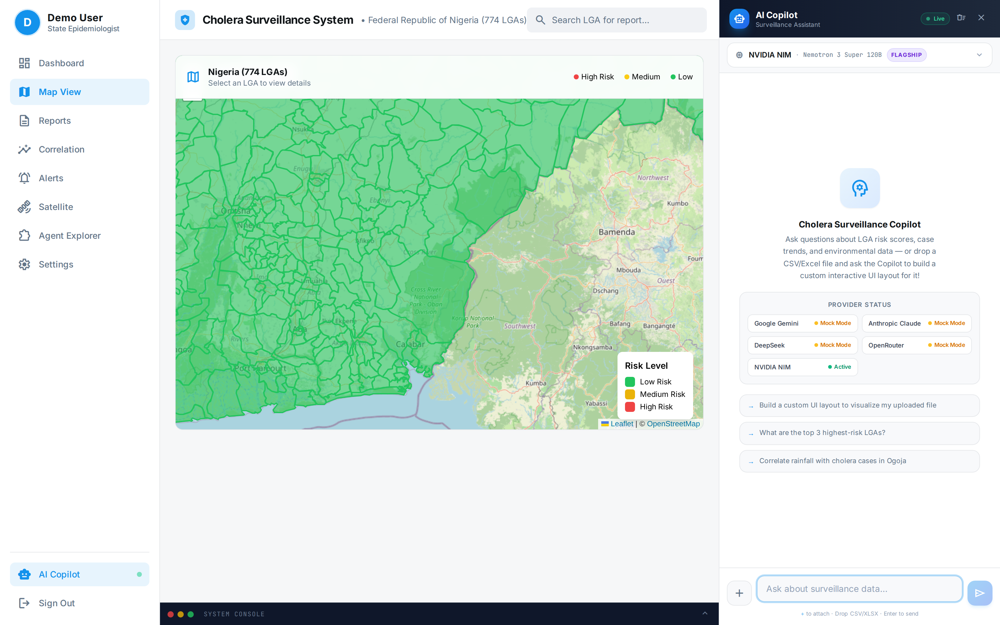 D
Demo User
State Epidemiologist
Dashboard
Map View
Reports
Correlation
Alerts
Satellite
Agent Explorer
Settings
AI Copilot
Sign Out
Cholera Surveillance System
• Federal Republic of Nigeria (774 LGAs)
Search LGA for report...
Nigeria (774 LGAs)
Select an LGA to view details
High Risk
Medium
Low
Nsukka
Enugu
Anambra
Ebonyi
Onitsha
Nnewi
Afikpo
Cross River
Imo
Umuahia
Abia
Cross River
National
Park - Oban
Division
Ikot Ekpene
Aba
Rivers
Akwa Ibom
Calabar
Port Harcourt
Korup National
Park
Northwest
Kumbo
Bamenda
Foum
Mbouda
Ouest
Dschang
Southwest
Bafang
Bangangté
Nkongsamba
Kumba
Yabassi
Risk Level
Low Risk
Medium Risk
High Risk
Leaflet | © OpenStreetMap
SYSTEM CONSOLE
AI Copilot
Surveillance Assistant
Live
NVIDIA NIM · Nemotron 3 Super 120B FLAGSHIP
Cholera Surveillance Copilot
Ask questions about LGA risk scores, case
trends, and environmental data — or drop a
CSV/Excel file and ask the Copilot to build a
custom interactive UI layout for it!
PROVIDER STATUS
Google Gemini Mock Mode
Anthropic Claude Mock Mode
DeepSeek Mock Mode
OpenRouter Mock Mode
NVIDIA NIM Active
→ Build a custom UI layout to visualize my uploaded file
→ What are the top 3 highest-risk LGAs?
→ Correlate rainfall with cholera cases in Ogoja
Ask about surveillance data...
+ to attach · Drop CSV/XLSX · Enter to send